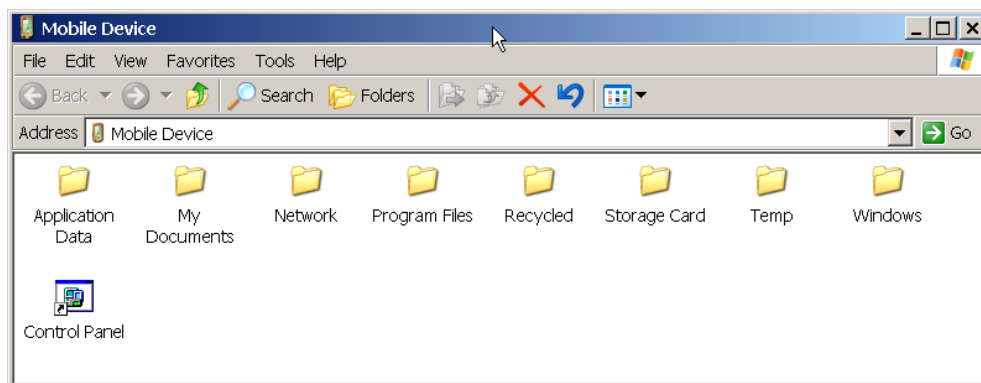 Mobile Device
File Edit View Favorites Tools Help
Back Search Folders
Address Mobile Device Go
Application Data My Documents Network Program Files Recycled Storage Card Temp Windows
Control Panel